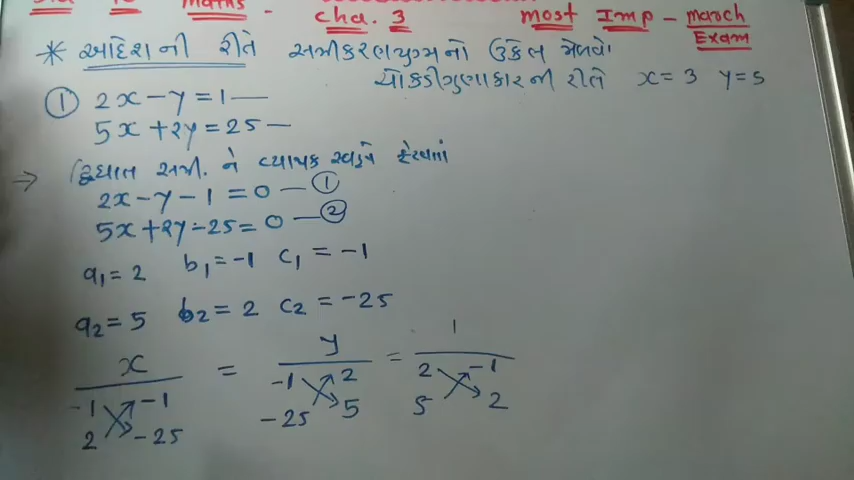 Maths - cha. 3 Most Imp - march Exam
* આદેશની રીતે સમીકરણયુગ્મનો ઉકેલ મેળવો.
ચોકડીગુણાકારની રીતે x=3 y=5
① 2x-y=1—
5x+2y=25—
⇒ દ્વિઘાત સમી. ને વ્યાપક સ્વરૂપે ફેરવતાં
2x-y-1=0 —①
5x+2y-25=0 —②
a₁=2 b₁=-1 c₁=-1
a₂=5 b₂=2 c₂=-25
x = y = 1
-1 -1 -1 2 2 -1
2 -25 -25 5 5 2